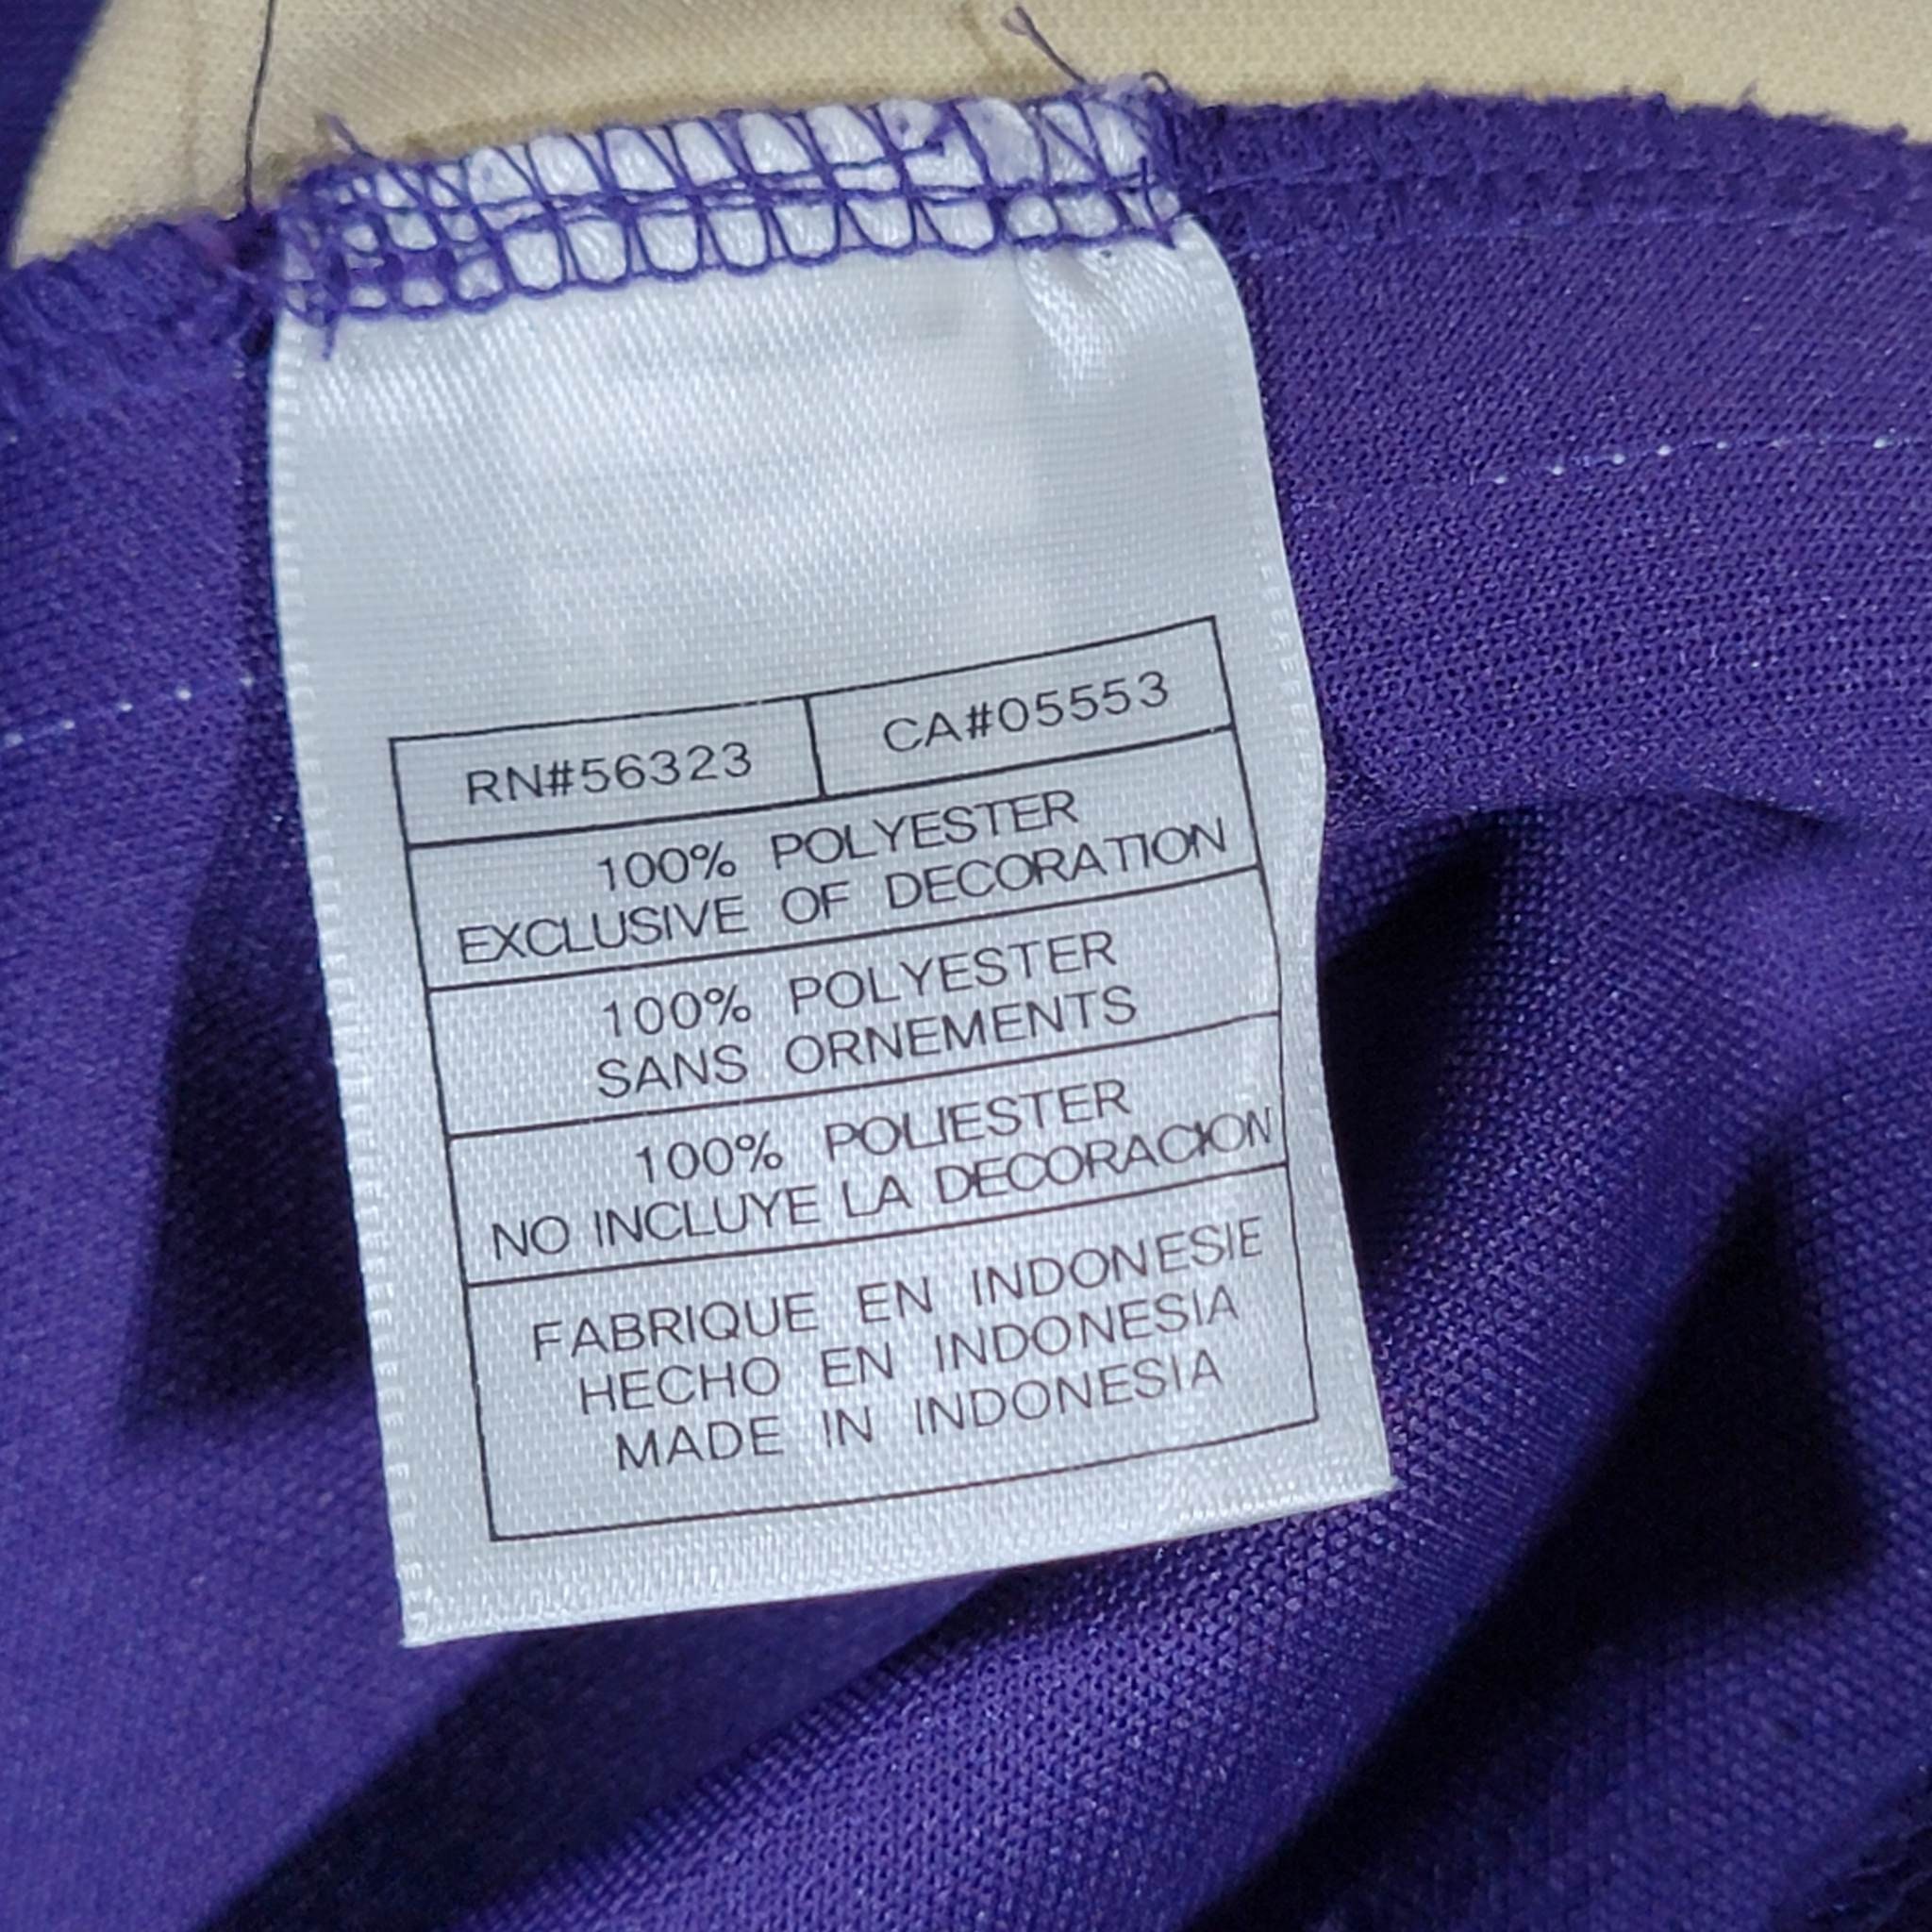 RN#56323 CA#05553
100% POLYESTER
EXCLUSIVE OF DECORATION
100% POLYESTER
SANS ORNEMENTS
100% POLIESTER
NO INCLUYE LA DECORACION
FABRIQUE EN INDONESIE
HECHO EN INDONESIA
MADE IN INDONESIA